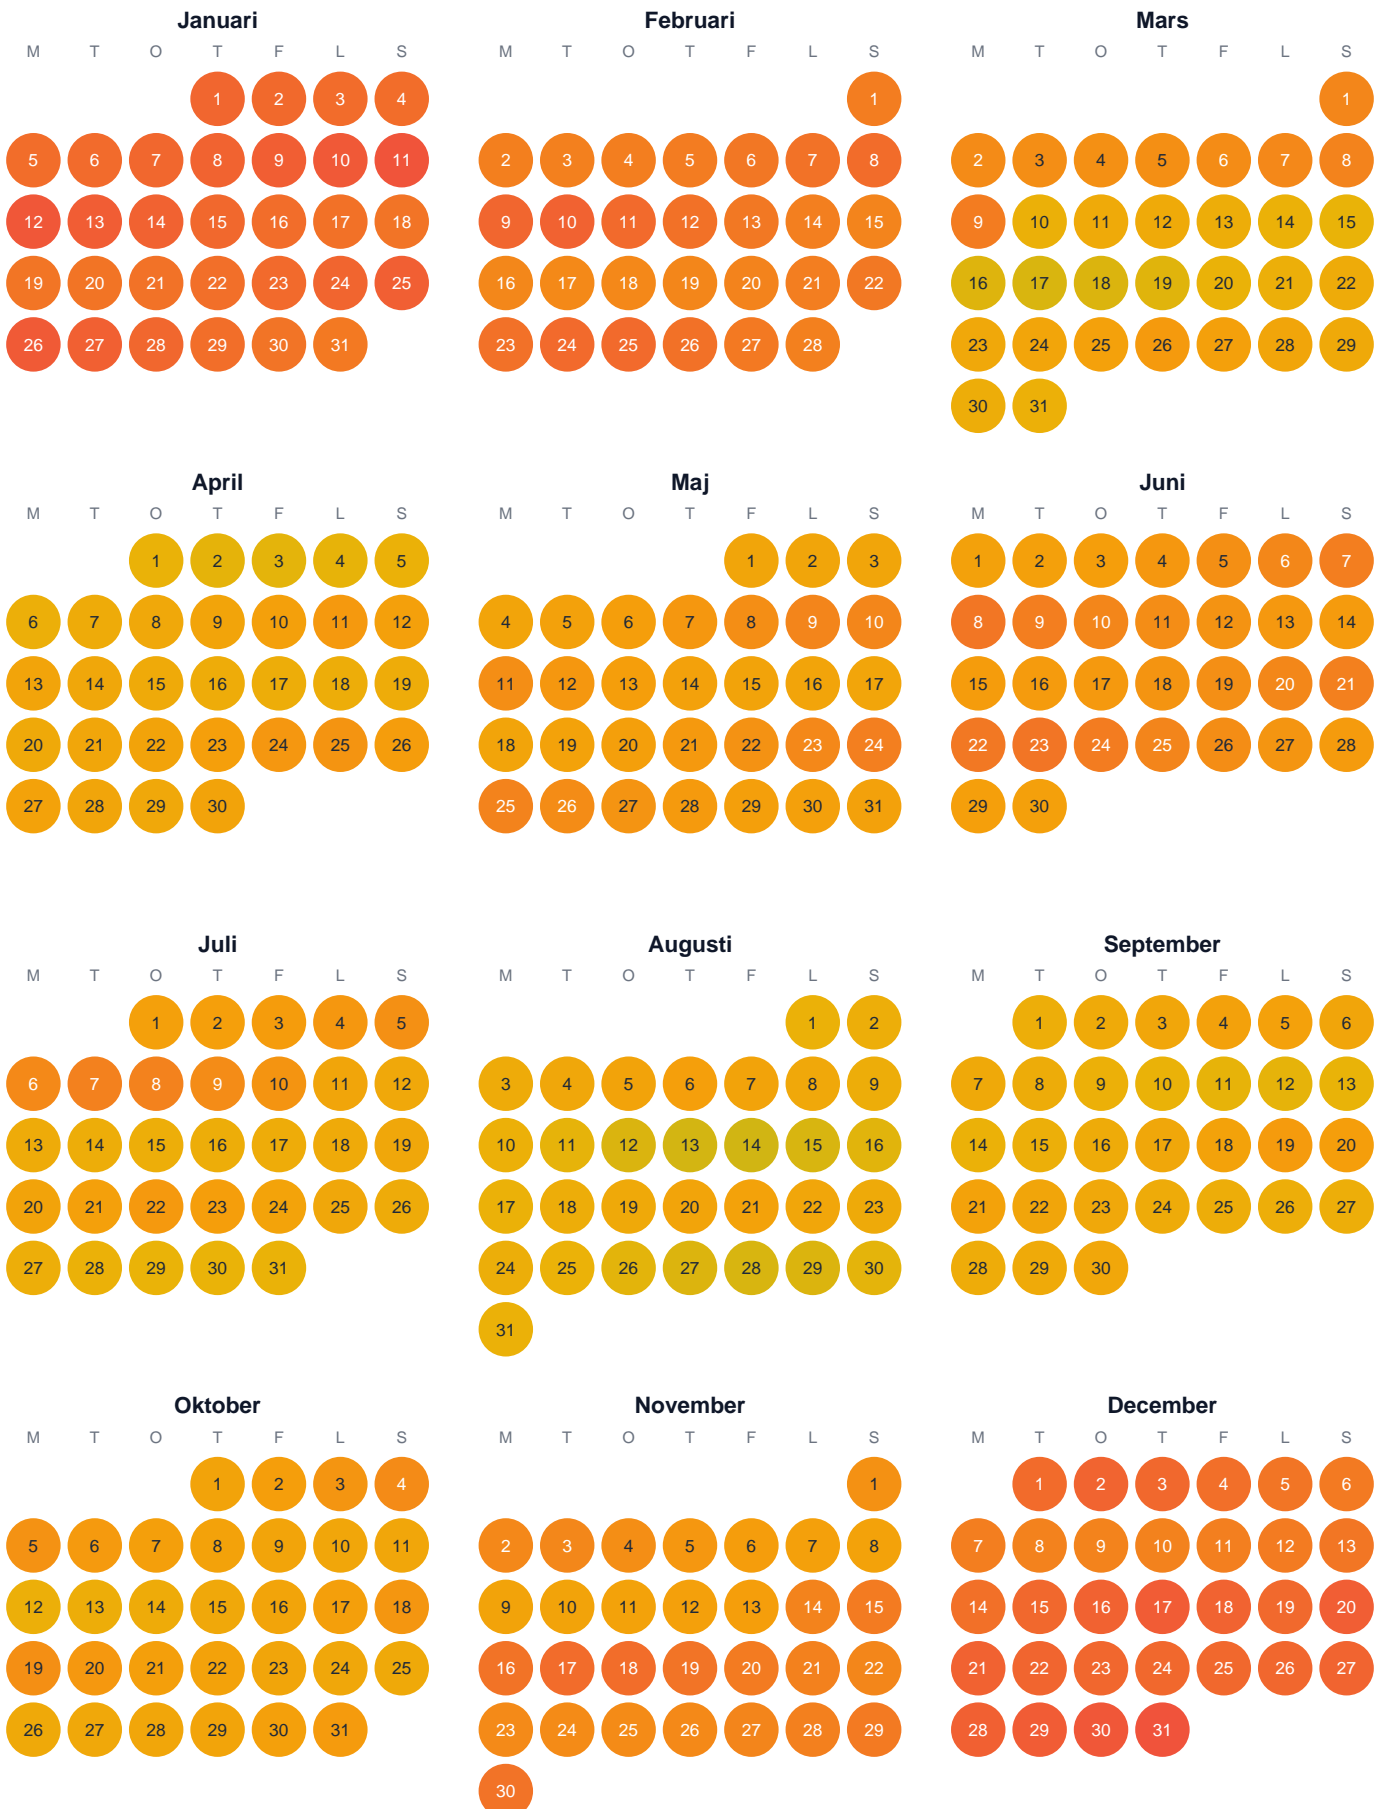 Januari Februari Mars
M T O T F L S M T O T F L S M T O T F L S
1 2 3 4 1 1
5 6 7 8 9 10 11 2 3 4 5 6 7 8 2 3 4 5 6 7 8
12 13 14 15 16 17 18 9 10 11 12 13 14 15 9 10 11 12 13 14 15
19 20 21 22 23 24 25 16 17 18 19 20 21 22 16 17 18 19 20 21 22
26 27 28 29 30 31 23 24 25 26 27 28 23 24 25 26 27 28 29
30 31
April Maj Juni
M T O T F L S M T O T F L S M T O T F L S
1 2 3 4 5 1 2 3 1 2 3 4 5 6 7
6 7 8 9 10 11 12 4 5 6 7 8 9 10 8 9 10 11 12 13 14
13 14 15 16 17 18 19 11 12 13 14 15 16 17 15 16 17 18 19 20 21
20 21 22 23 24 25 26 18 19 20 21 22 23 24 22 23 24 25 26 27 28
27 28 29 30 25 26 27 28 29 30 31 29 30
Juli Augusti September
M T O T F L S M T O T F L S M T O T F L S
1 2 3 4 5 1 2 1 2 3 4 5 6
6 7 8 9 10 11 12 3 4 5 6 7 8 9 7 8 9 10 11 12 13
13 14 15 16 17 18 19 10 11 12 13 14 15 16 14 15 16 17 18 19 20
20 21 22 23 24 25 26 17 18 19 20 21 22 23 21 22 23 24 25 26 27
27 28 29 30 31 24 25 26 27 28 29 30 28 29 30
31
Oktober November December
M T O T F L S M T O T F L S M T O T F L S
1 2 3 4 1 1 2 3 4 5 6
5 6 7 8 9 10 11 2 3 4 5 6 7 8 7 8 9 10 11 12 13
12 13 14 15 16 17 18 9 10 11 12 13 14 15 14 15 16 17 18 19 20
19 20 21 22 23 24 25 16 17 18 19 20 21 22 21 22 23 24 25 26 27
26 27 28 29 30 31 23 24 25 26 27 28 29 28 29 30 31
30